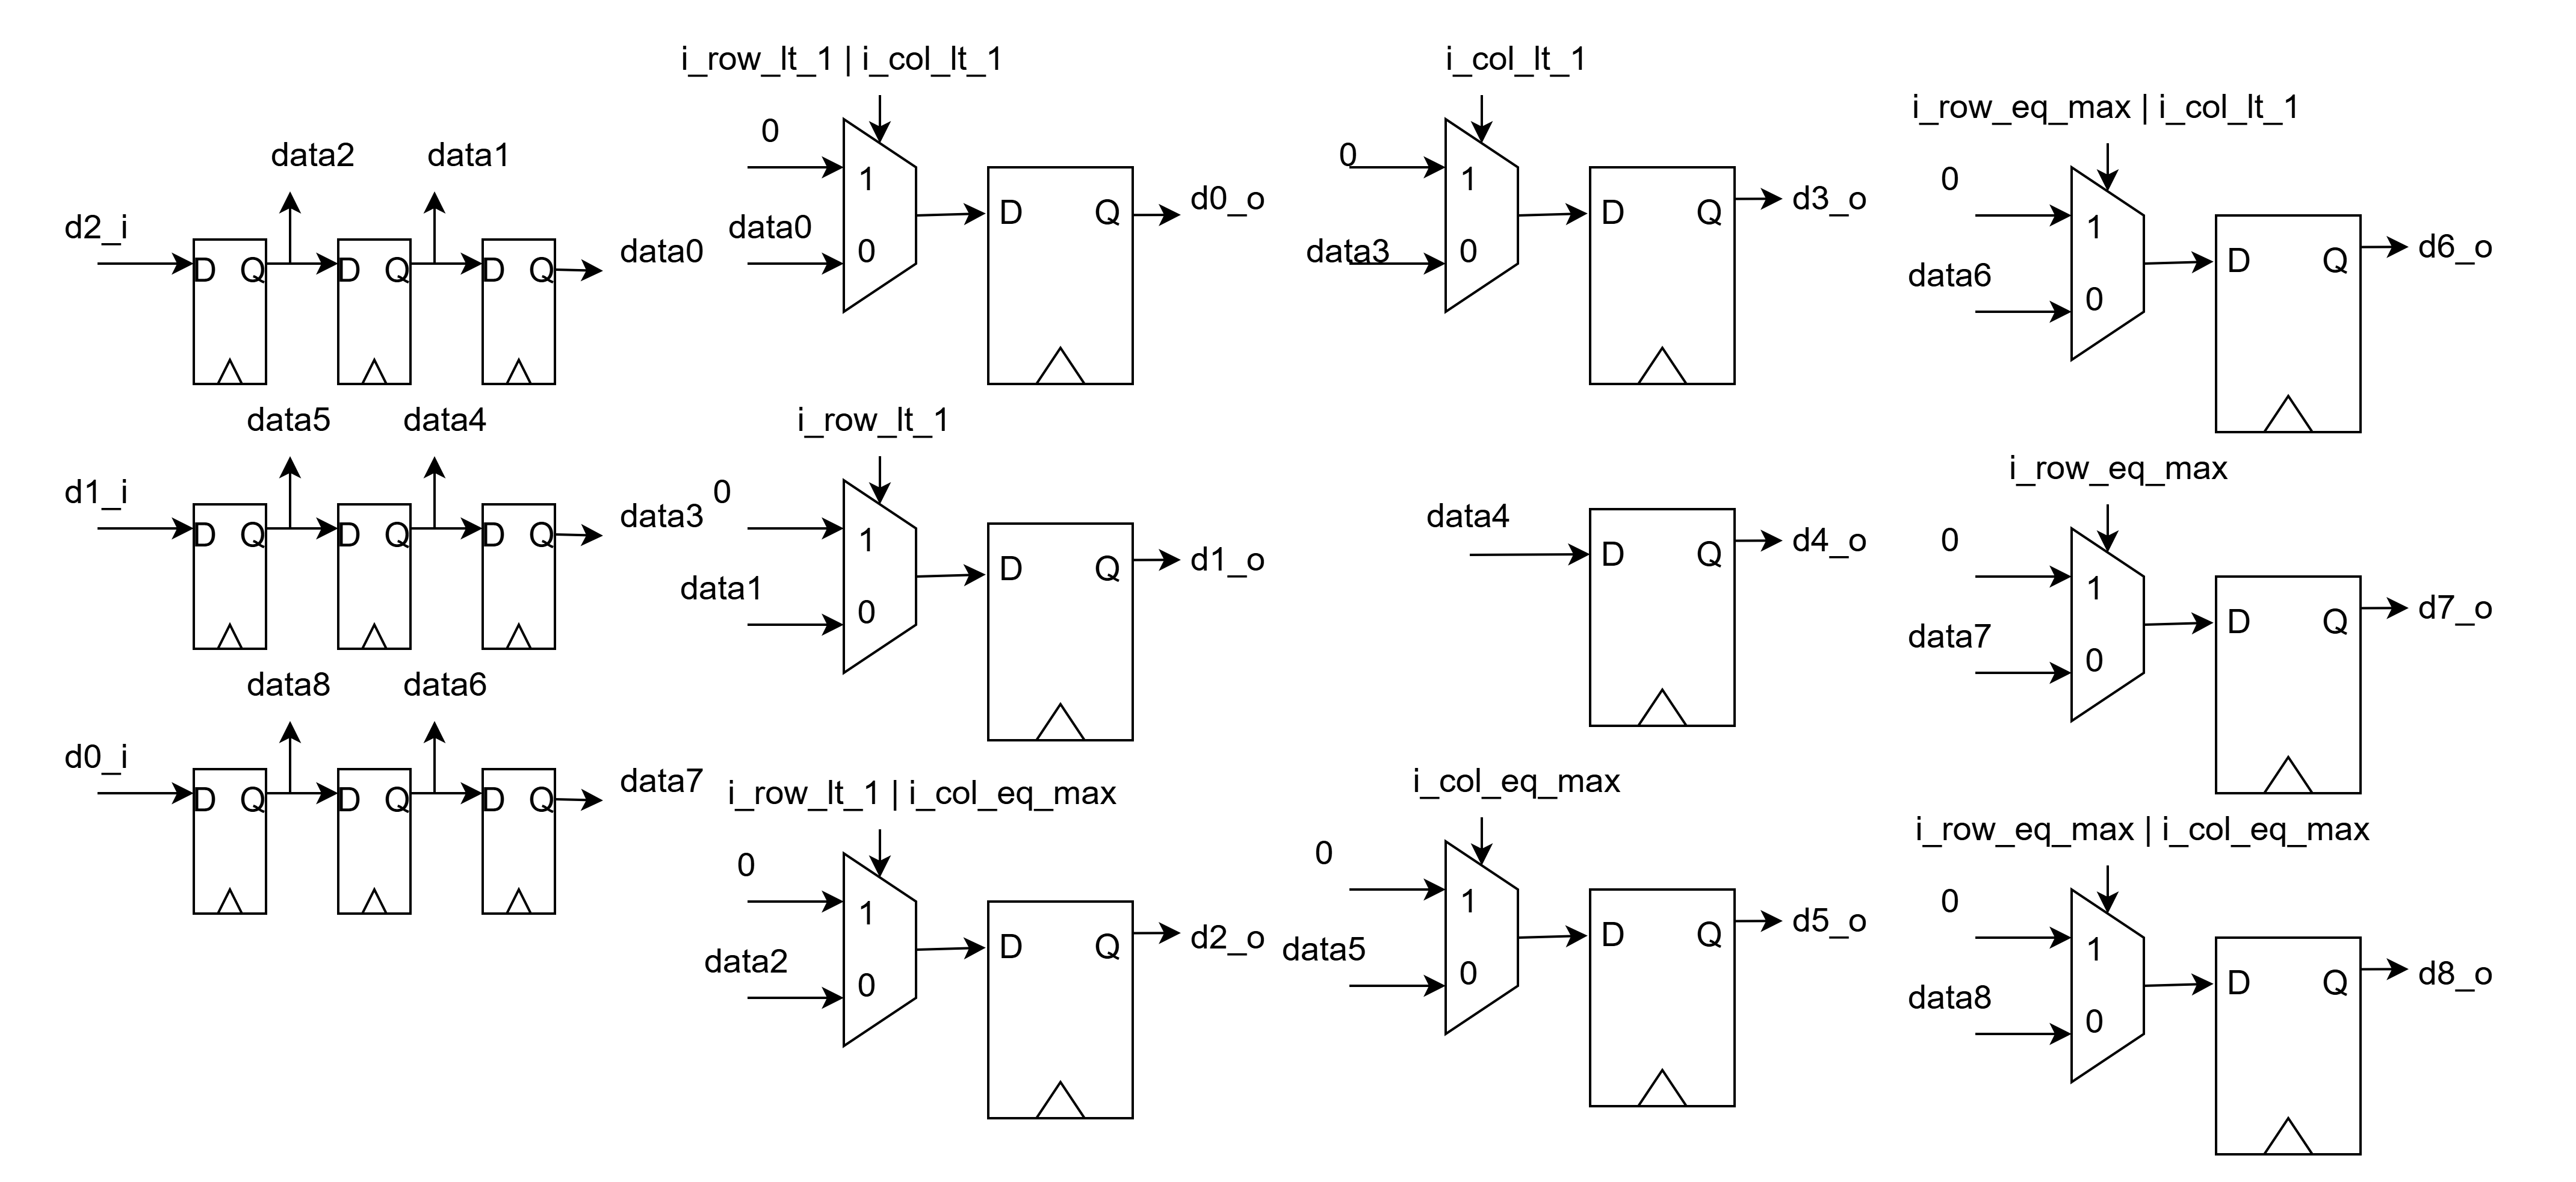 i_row_lt_1 | i_col_lt_1
i_col_lt_1
i_row_eq_max | i_col_lt_1
data2
data1
d2_i
D Q
D Q
D Q
data0
0
data0
1
0
D Q
d0_o
0
data3
1
0
D Q
d3_o
0
data6
1
0
D Q
d6_o
data5
data4
d1_i
D Q
D Q
D Q
data3
i_row_lt_1
0
data1
1
0
D Q
d1_o
data4
D Q
d4_o
i_row_eq_max
0
data7
1
0
D Q
d7_o
data8
data6
d0_i
D Q
D Q
D Q
data7
i_row_lt_1 | i_col_eq_max
0
data2
1
0
D Q
d2_o
i_col_eq_max
0
data5
1
0
D Q
d5_o
i_row_eq_max | i_col_eq_max
0
data8
1
0
D Q
d8_o